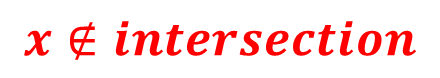 x ∉ intersection